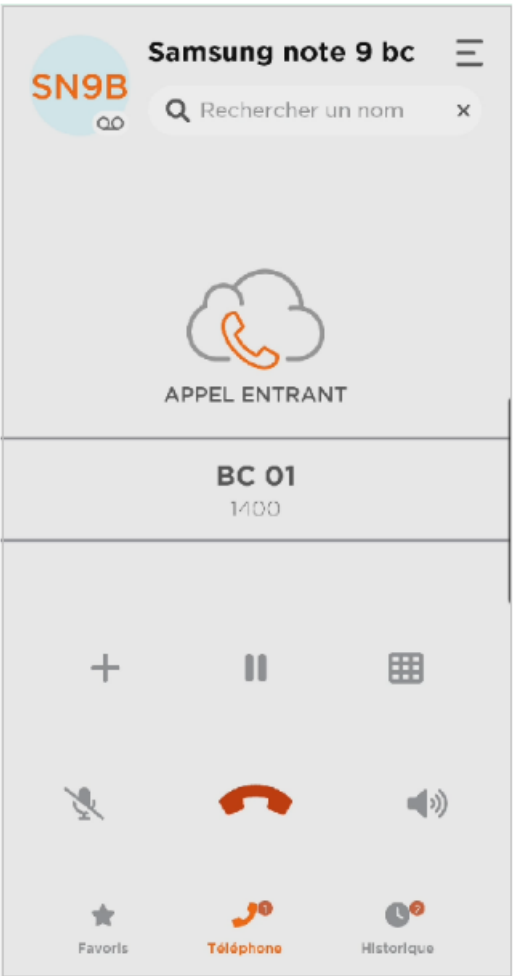 Samsung note 9 bc
SN9B
Rechercher un nom
APPEL ENTRANT
BC 01
1400
Favoris
Téléphone
Historique